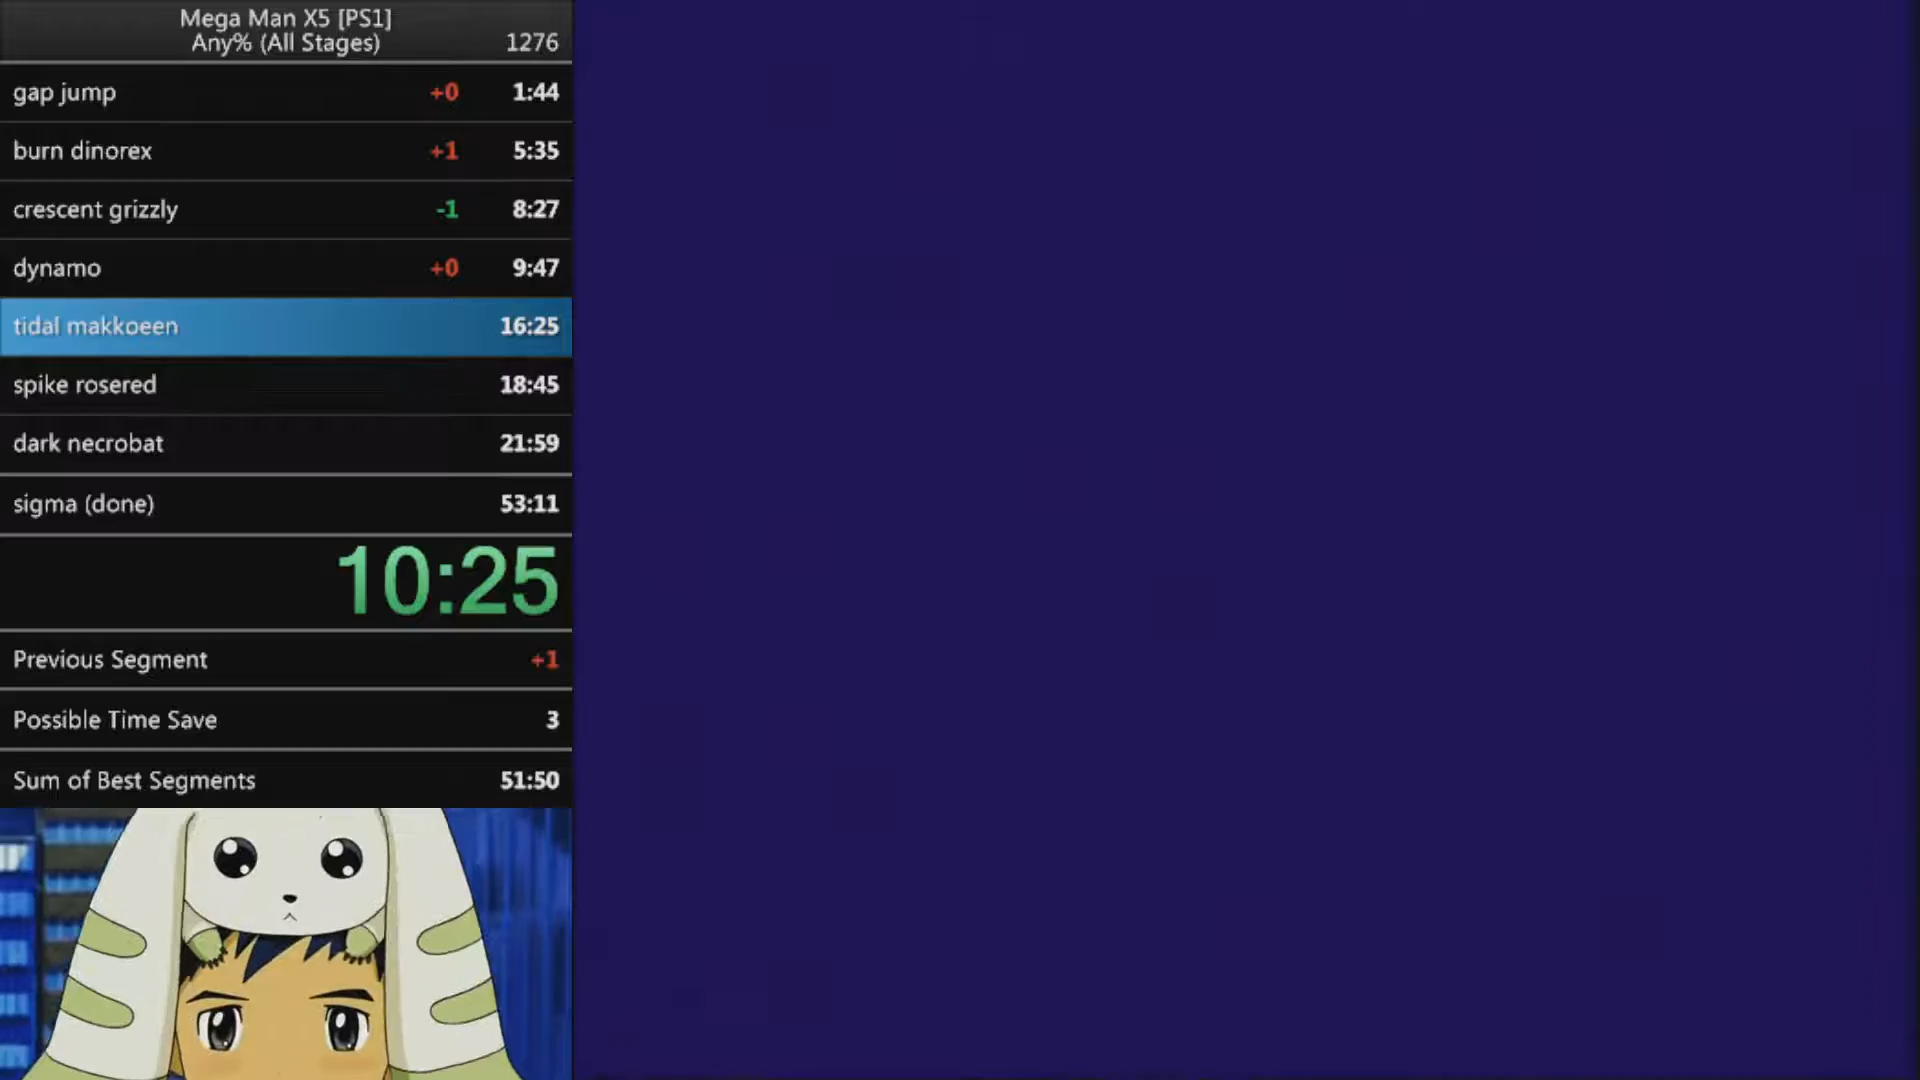 Mega Man X5 [PS1]
Any% (All Stages) 1276
gap jump +0 1:44
burn dinorex +1 5:35
crescent grizzly -1 8:27
dynamo +0 9:47
tidal makkoeen 16:25
spike rosered 18:45
dark necrobat 21:59
sigma (done) 53:11
10:25
Previous Segment +1
Possible Time Save 3
Sum of Best Segments 51:50